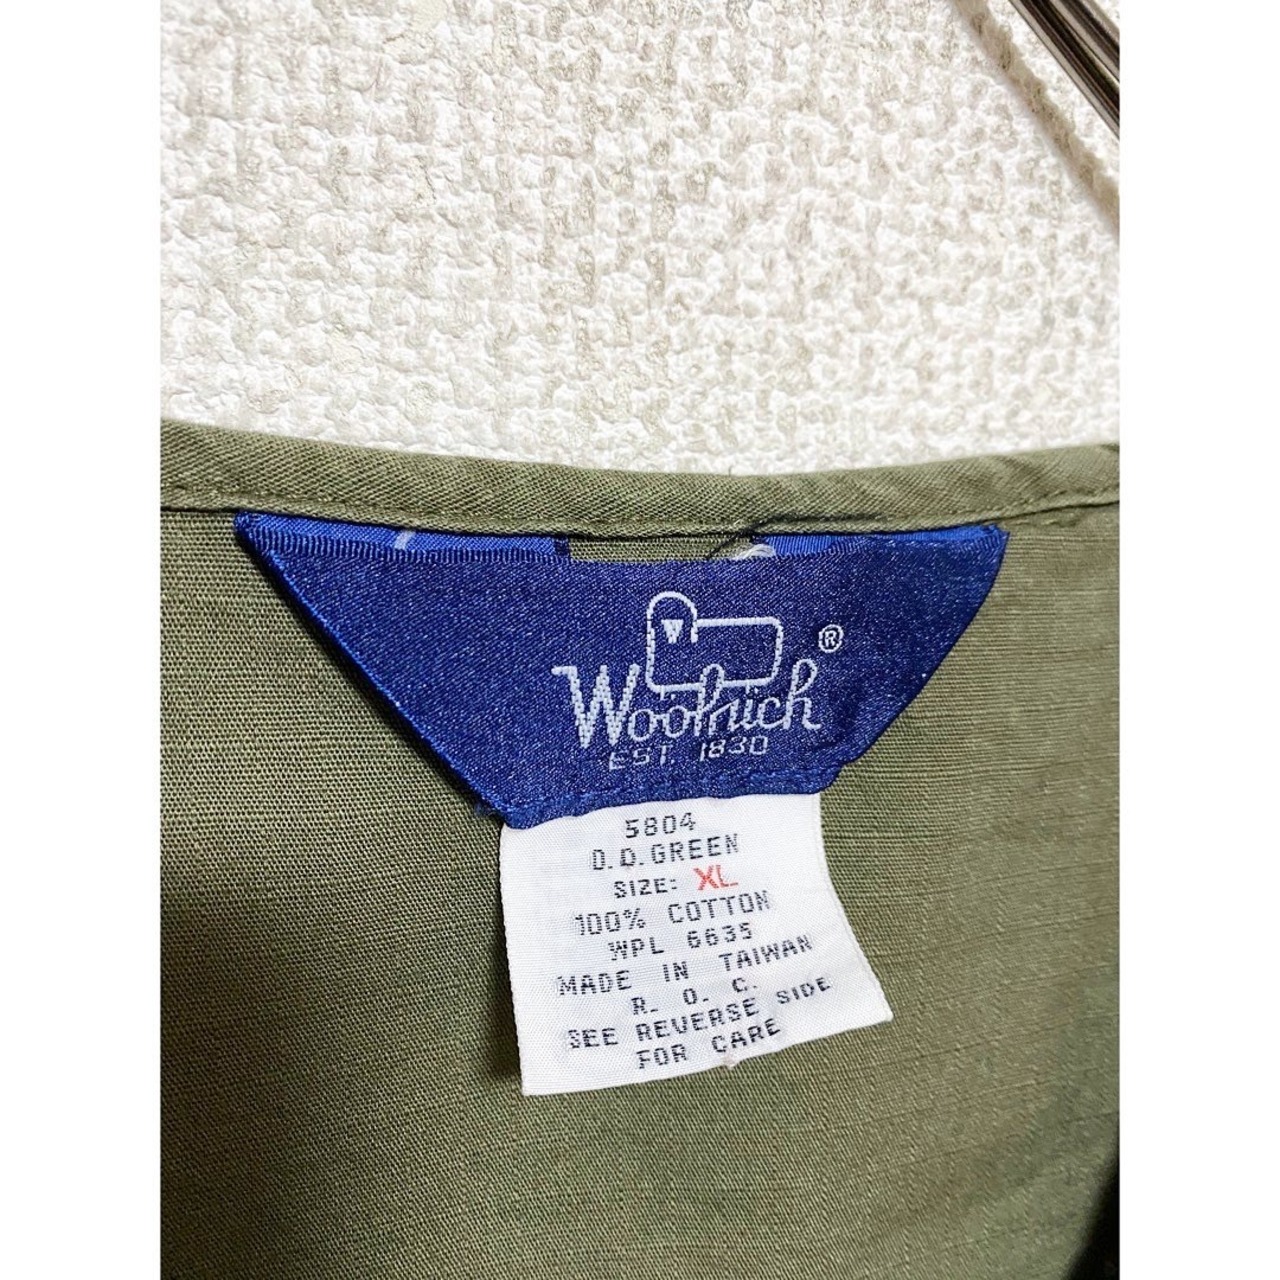 Woolrich®
EST. 1830
5804
O.D.GREEN
SIZE: XL
100% COTTON
WPL 6635
MADE IN TAIWAN
R. O. C.
SEE REVERSE SIDE
FOR CARE